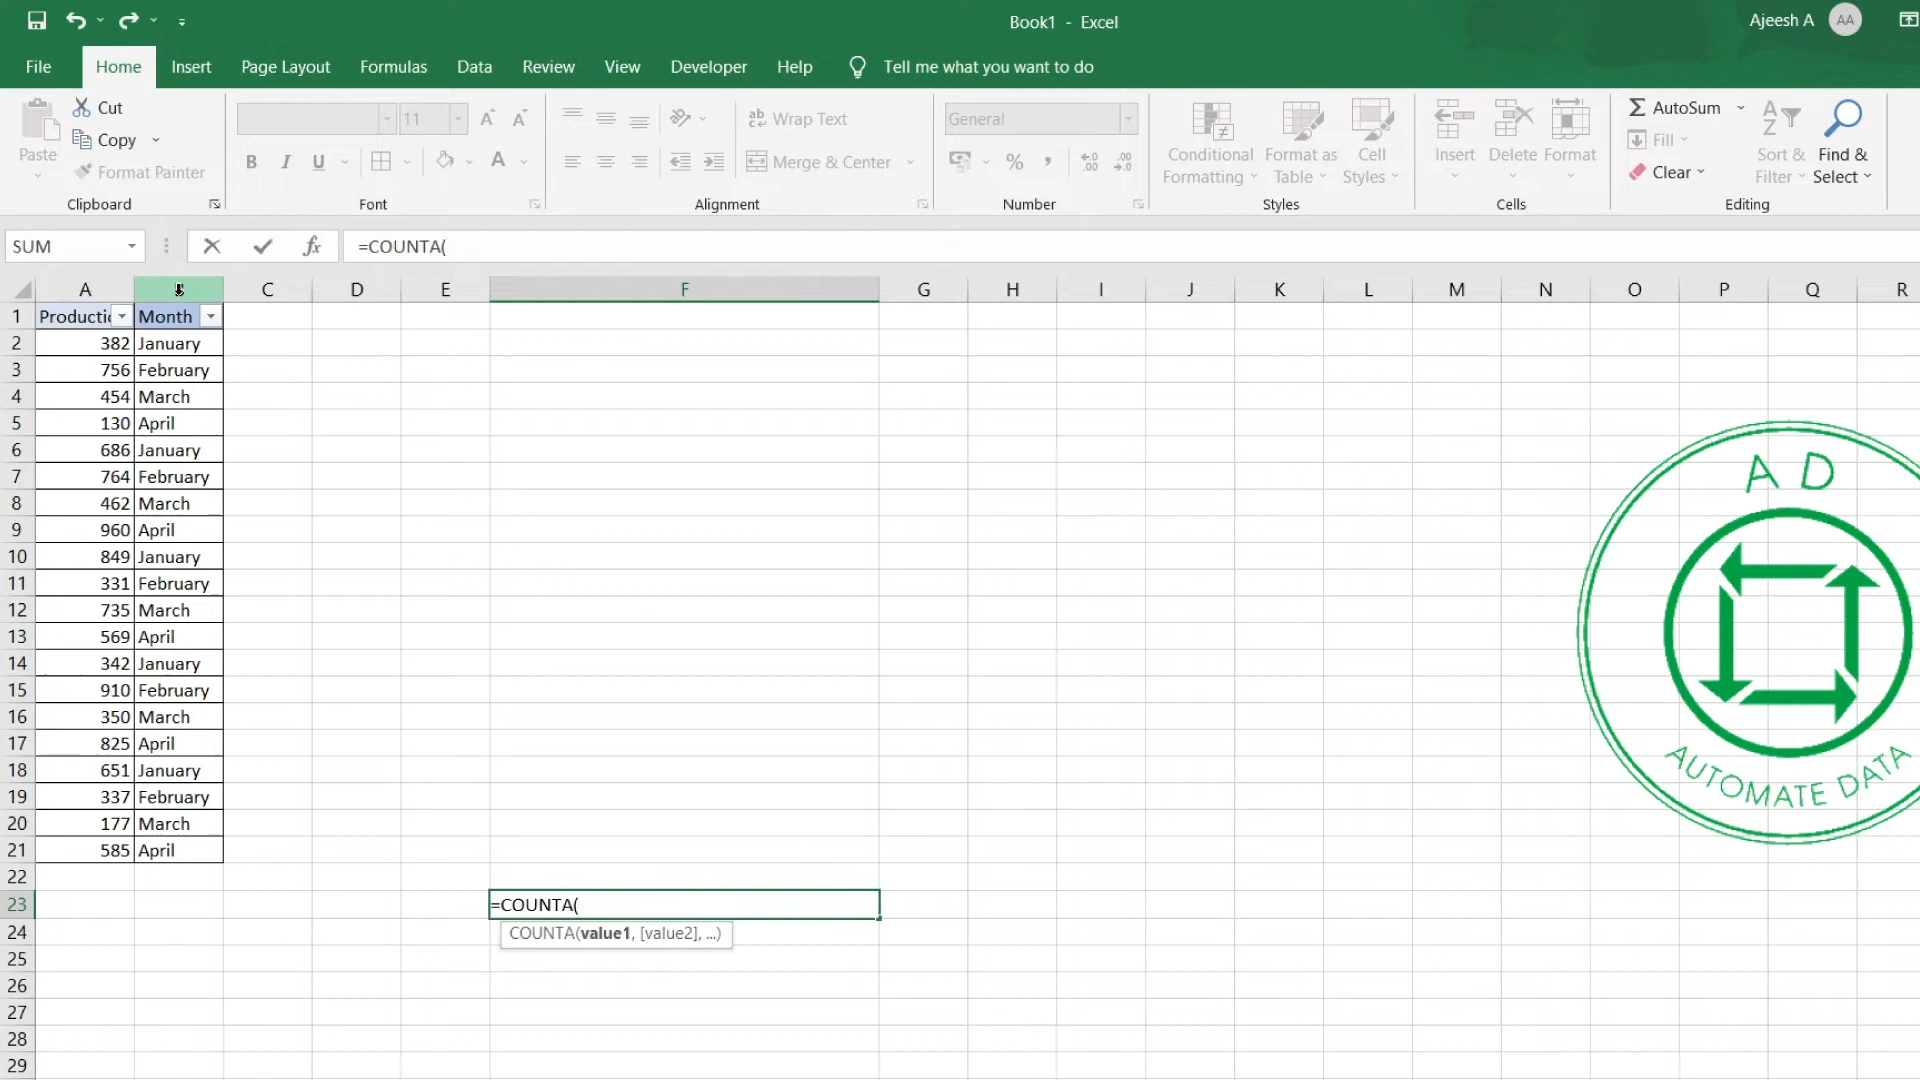 Book1 - Excel
Ajeesh A AA
File Home Insert Page Layout Formulas Data Review View Developer Help Tell me what you want to do
Paste
Cut
Copy
Format Painter
Clipboard
11
B I U A
Font
Wrap Text
Merge & Center
Alignment
General
%
Number
Conditional Formatting
Format as Table
Cell Styles
Styles
Insert
Delete
Format
Cells
AutoSum
Fill
Clear
Sort & Filter
Find & Select
Editing
SUM fx =COUNTA(
A C D E F G H I J K L M N O P Q R
1 Productio Month
2 382 January
3 756 February
4 454 March
5 130 April
6 686 January
7 764 February
8 462 March
9 960 April
10 849 January
11 331 February
12 735 March
13 569 April
14 342 January
15 910 February
16 350 March
17 825 April
18 651 January
19 337 February
20 177 March
21 585 April
22
23 =COUNTA(
24 COUNTA(value1, [value2], ...)
25
26
27
28
29
A D
AUTOMATE DATA